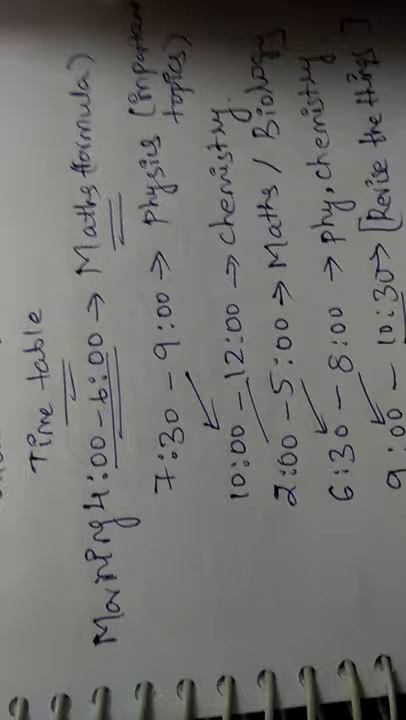 Time table
Morning 4:00-6:00 → Maths (formula)
7:30 - 9:00 → Physics (important
topics)
10:00 - 12:00 → chemistry.
2:00 - 5:00 → Maths / Biology
6:30 - 8:00 → Phy, chemistry
9:00 - 10:30 → [Revise the things]